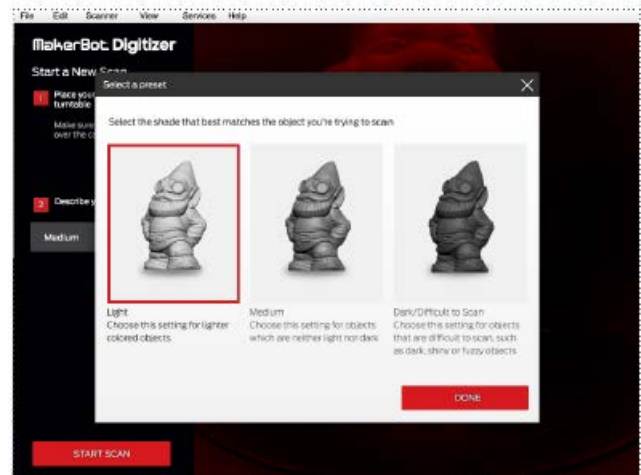 File Edit Scanner View Services Help
MakerBot. Digitizer
Start a New Scan
1 Place your
turntable
Make sure
over the
Select a preset
Select the shade that best matches the object you're trying to scan
Light
Choose this setting for lighter
colored objects
Medium
Choose this setting for objects
which are neither light nor dark
Dark/Difficult to Scan
Choose this setting for objects
that are difficult to scan, such
as dark, shiny or fuzzy objects
DONE
2 Describe
Medium
START SCAN